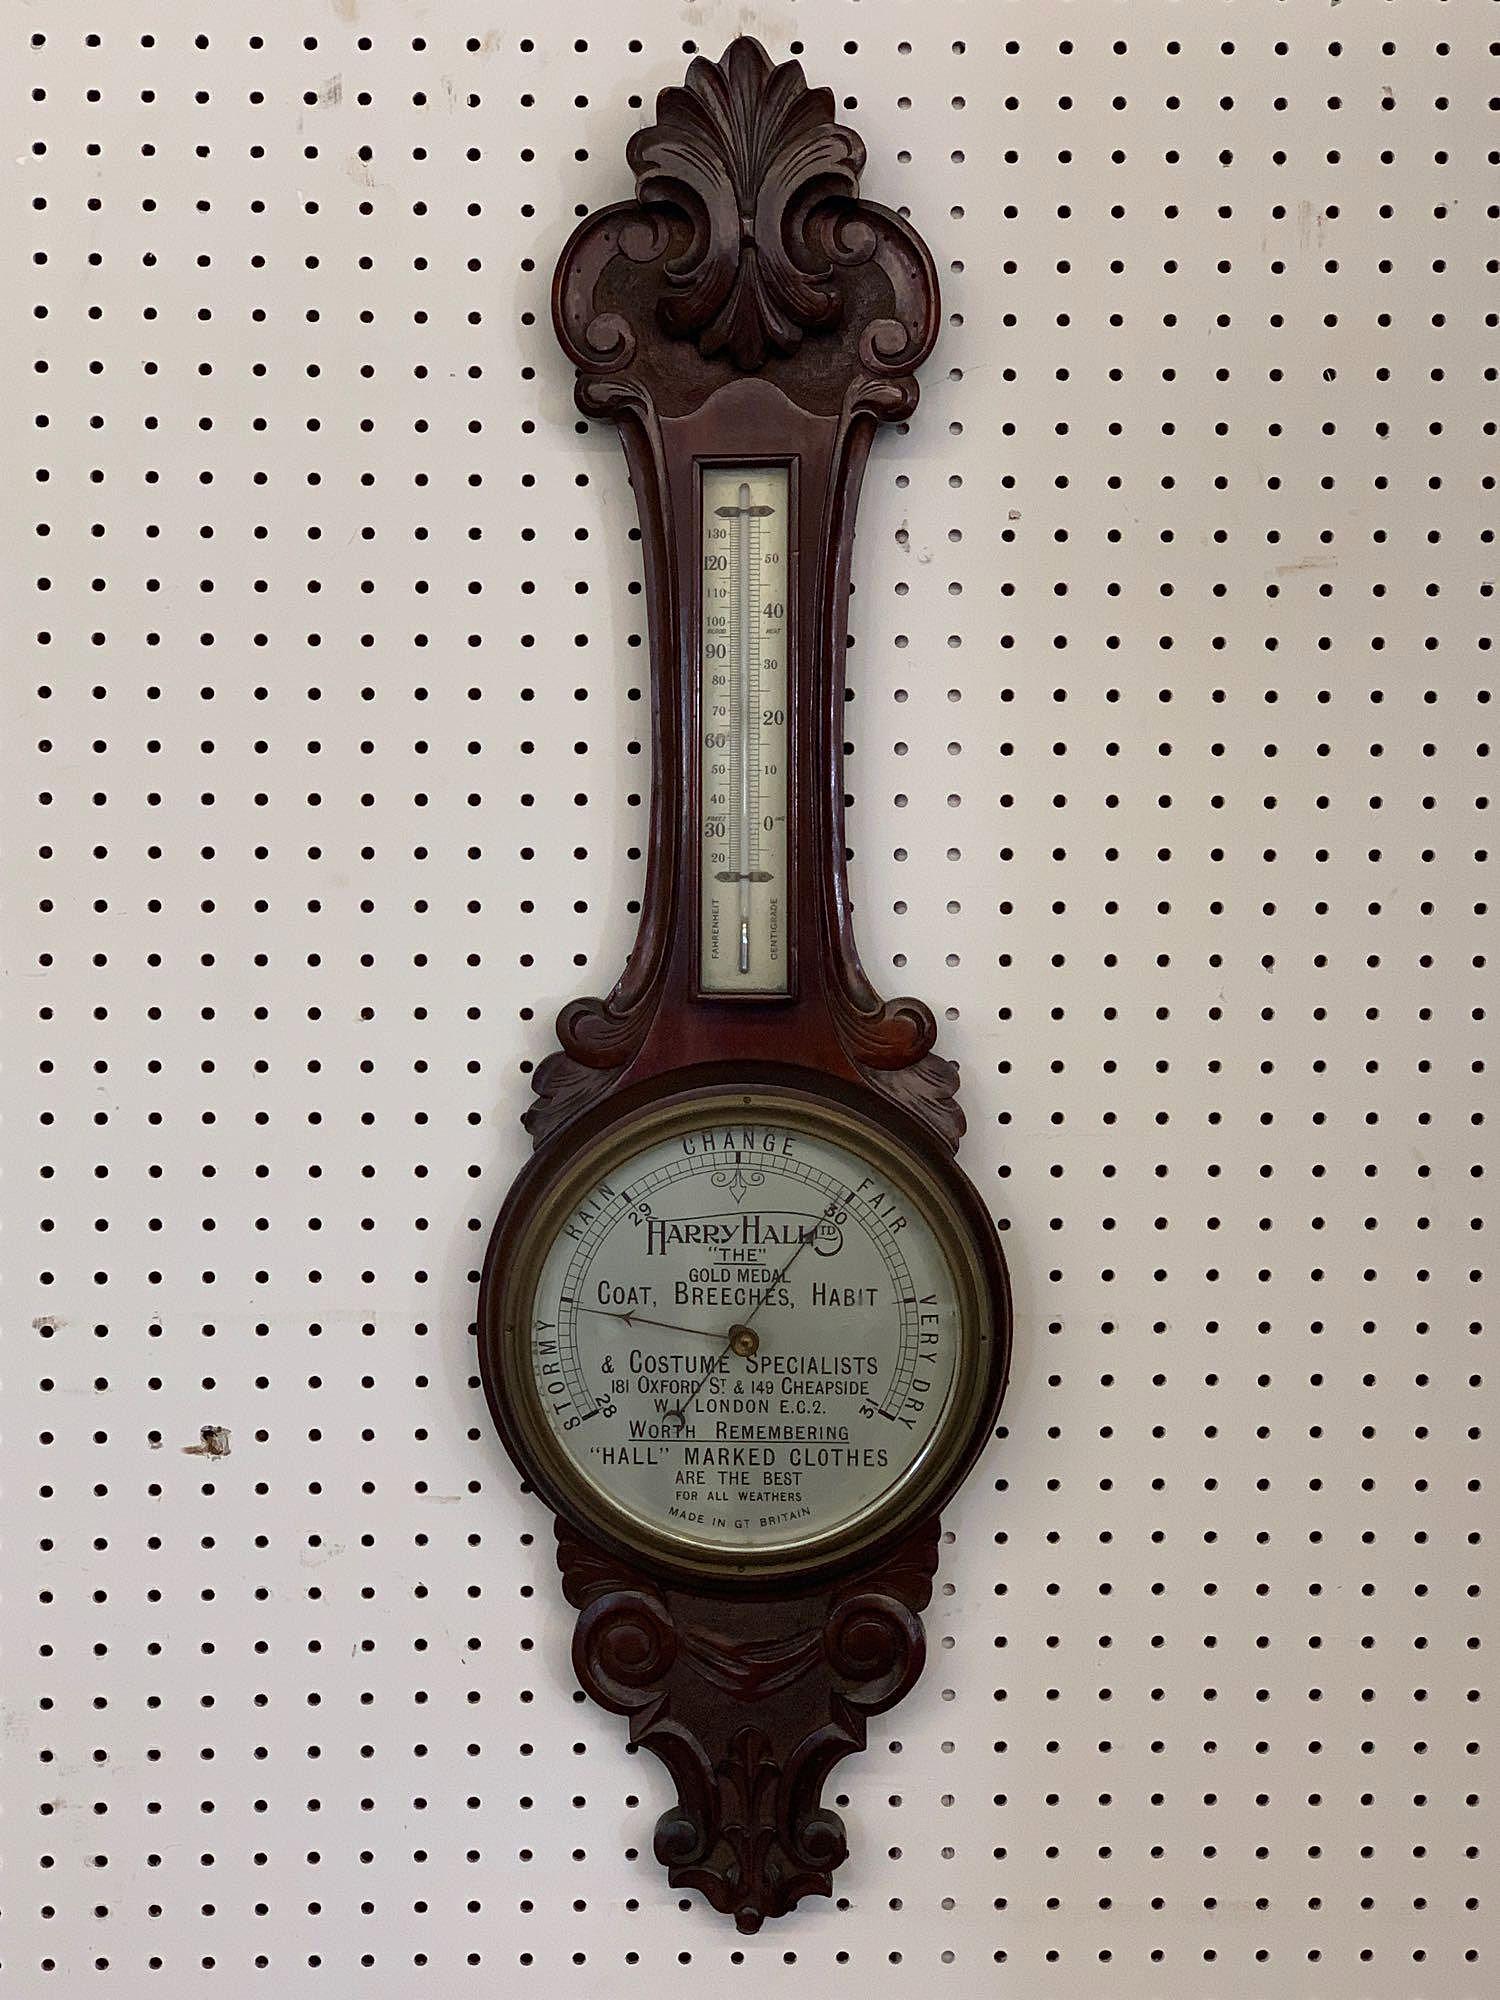 130
120
110
100
BLOOD
90
80
70
60
50
40
FREEZ
30
20
50
40
HEAT
30
20
10
0
ING
FAHRENHEIT
CENTIGRADE
CHANGE
RAIN
FAIR
STORMY
VERY DRY
28
29
30
31
HARRY HALL LTD
"THE"
GOLD MEDAL
COAT, BREECHES, HABIT
& COSTUME SPECIALISTS
181 OXFORD ST. & 149 CHEAPSIDE
W.1. LONDON E.C.2.
WORTH REMEMBERING
"HALL" MARKED CLOTHES
ARE THE BEST
FOR ALL WEATHERS
MADE IN GT BRITAIN